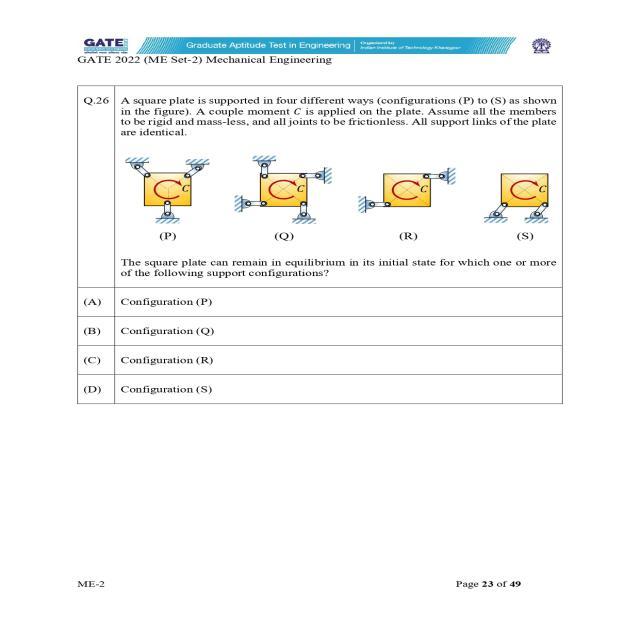 GATE
Graduate Aptitude Test in Engineering
Organised by
Indian Institute of Technology Kharagpur
GATE 2022 (ME Set-2) Mechanical Engineering
Q.26 A square plate is supported in four different ways (configurations (P) to (S) as shown
in the figure). A couple moment C is applied on the plate. Assume all the members
to be rigid and mass-less, and all joints to be frictionless. All support links of the plate
are identical.
C C C C
(P) (Q) (R) (S)
The square plate can remain in equilibrium in its initial state for which one or more
of the following support configurations?
(A) Configuration (P)
(B) Configuration (Q)
(C) Configuration (R)
(D) Configuration (S)
ME-2 Page 23 of 49